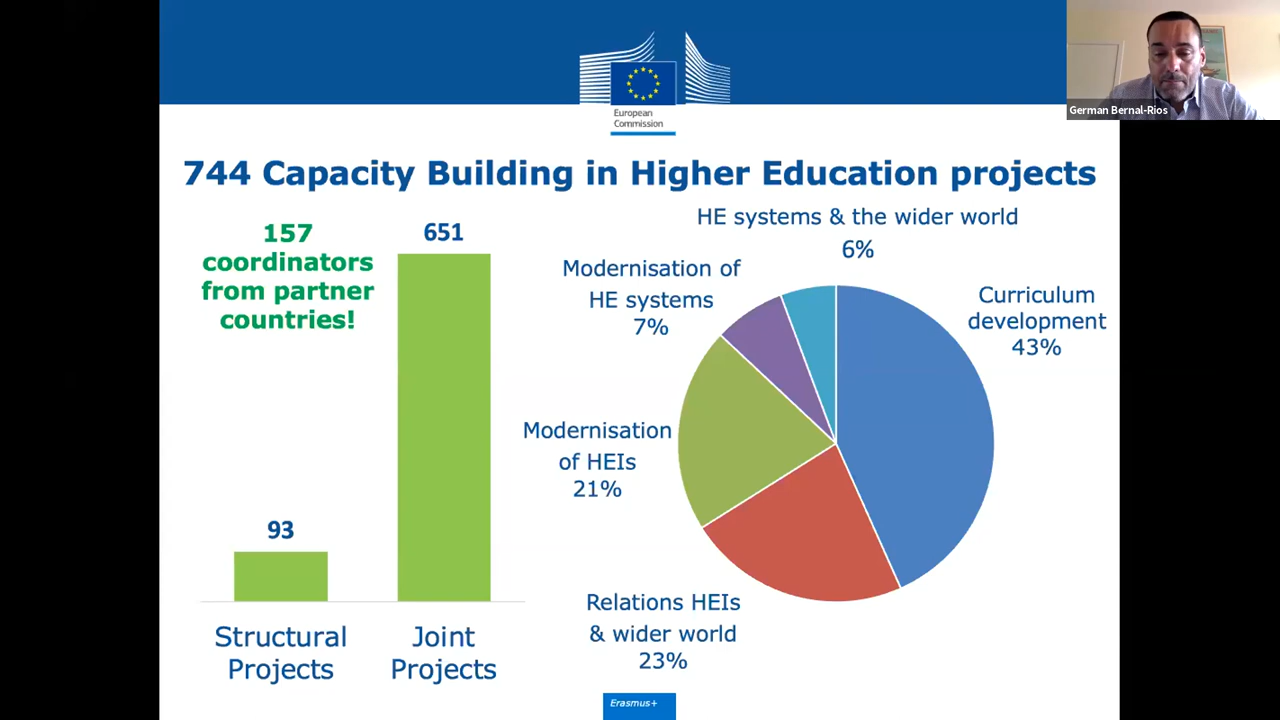 German Bernal-Rios
European
Commission
744 Capacity Building in Higher Education projects
157
coordinators
from partner
countries!
651
93
Structural
Projects
Joint
Projects
HE systems & the wider world
6%
Modernisation of
HE systems
7%
Curriculum
development
43%
Modernisation
of HEIs
21%
Relations HEIs
& wider world
23%
Erasmus+